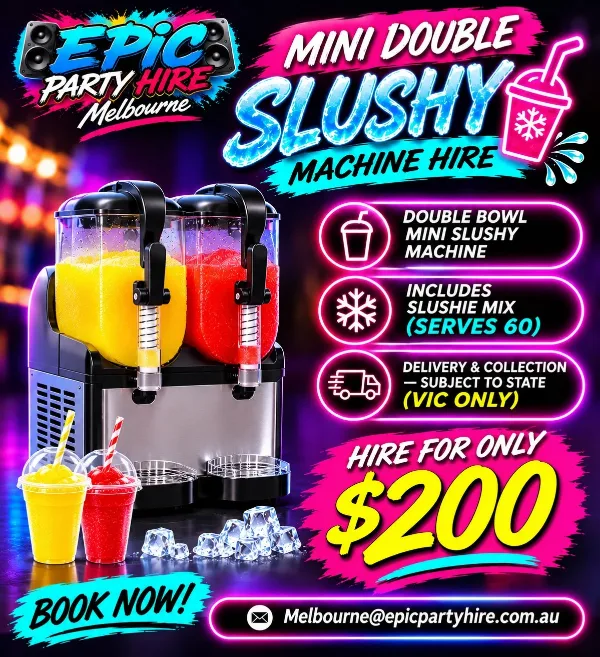 EPIC
PARTY HIRE
Melbourne
MINI DOUBLE
SLUSHY
MACHINE HIRE
DOUBLE BOWL
MINI SLUSHY
MACHINE
INCLUDES
SLUSHIE MIX
(SERVES 60)
DELIVERY & COLLECTION
— SUBJECT TO STATE
(VIC ONLY)
HIRE FOR ONLY
$200
BOOK NOW!
Melbourne@epicpartyhire.com.au